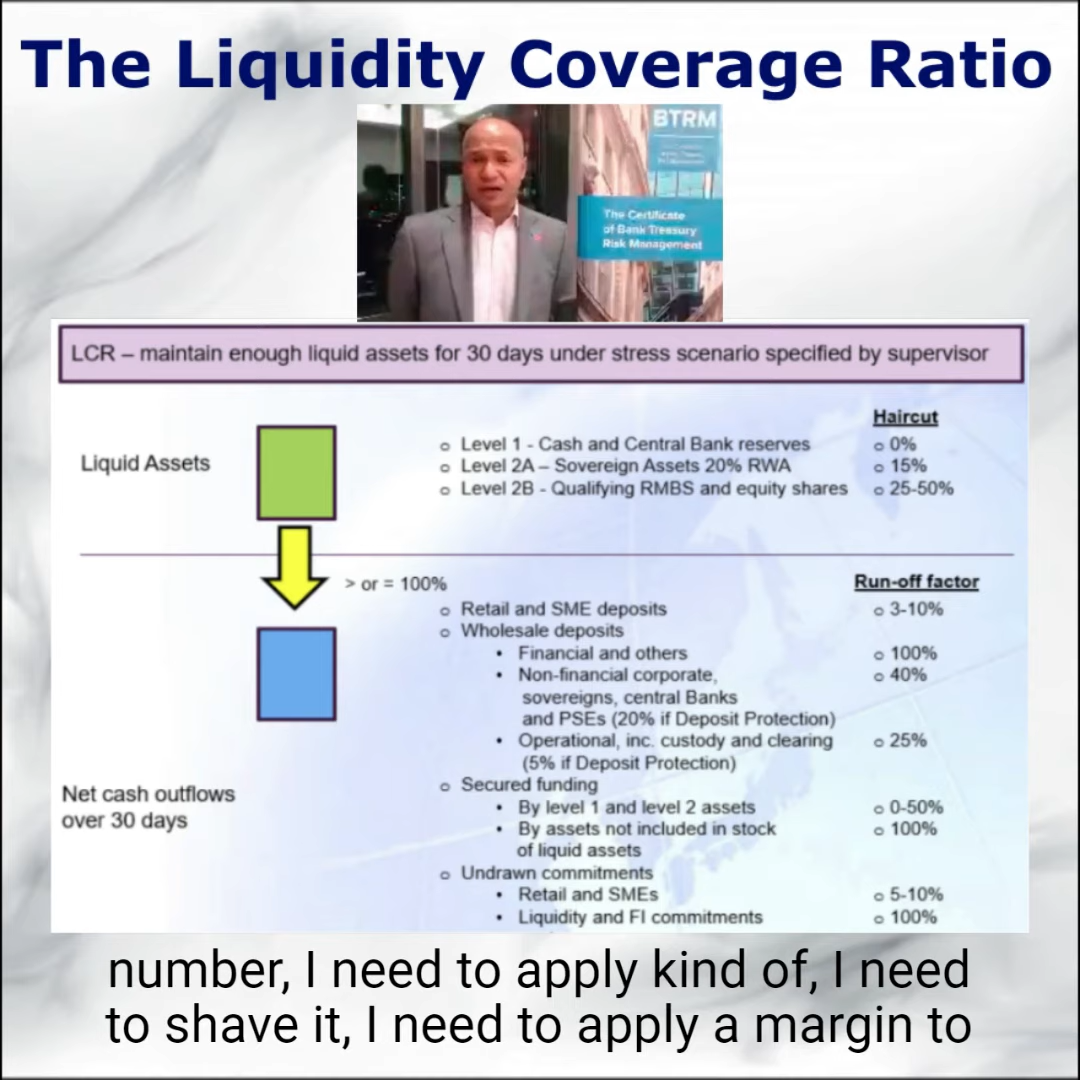 The Liquidity Coverage Ratio
BTRM
The Certificate
of Bank Treasury
Risk Management
LCR – maintain enough liquid assets for 30 days under stress scenario specified by supervisor
Haircut
Liquid Assets
o Level 1 - Cash and Central Bank reserves o 0%
o Level 2A – Sovereign Assets 20% RWA o 15%
o Level 2B - Qualifying RMBS and equity shares o 25-50%
> or = 100%
Run-off factor
o Retail and SME deposits o 3-10%
o Wholesale deposits
• Financial and others o 100%
• Non-financial corporate, o 40%
sovereigns, central Banks
and PSEs (20% if Deposit Protection)
• Operational, inc. custody and clearing o 25%
(5% if Deposit Protection)
Net cash outflows
over 30 days
o Secured funding
• By level 1 and level 2 assets o 0-50%
• By assets not included in stock o 100%
of liquid assets
o Undrawn commitments
• Retail and SMEs o 5-10%
• Liquidity and FI commitments o 100%
number, I need to apply kind of, I need
to shave it, I need to apply a margin to